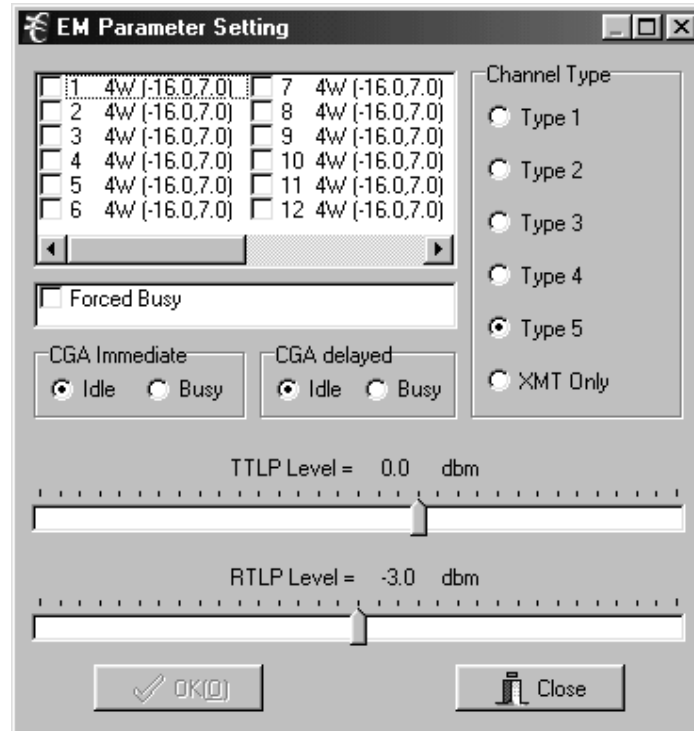 EM Parameter Setting
1 4W (-16.0,7.0) 7 4W (-16.0,7.0)
2 4W (-16.0,7.0) 8 4W (-16.0,7.0)
3 4W (-16.0,7.0) 9 4W (-16.0,7.0)
4 4W (-16.0,7.0) 10 4W (-16.0,7.0)
5 4W (-16.0,7.0) 11 4W (-16.0,7.0)
6 4W (-16.0,7.0) 12 4W (-16.0,7.0)
Forced Busy
CGA Immediate
Idle Busy
CGA delayed
Idle Busy
Channel Type
Type 1
Type 2
Type 3
Type 4
Type 5
XMT Only
TTLP Level = 0.0 dbm
RTLP Level = -3.0 dbm
OK(O)
Close